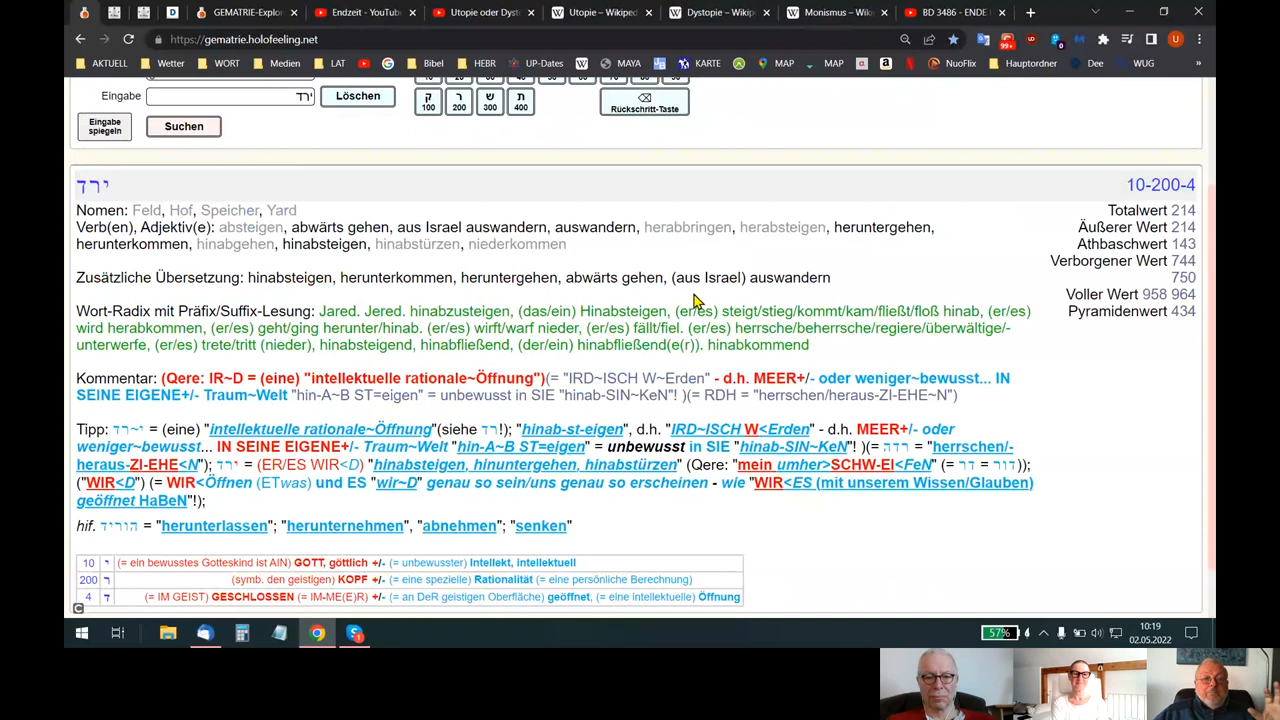 GEMATRIE-Explor
Endzeit - YouTube
Utopie oder Dyst
Utopie – Wikiped
Dystopie – Wikip
Monismus – Wiki
BD 3486 - ENDE
https://gematrie.holofeeling.net
AKTUELL Wetter WORT Medien LAT Bibel HEBR UP-Dates MAYA KARTE MAP MAP NuoFlix Hauptordner Dee WUG »
Eingabe ירד Löschen
ק 100 ר 200 ש 300 ת 400 Rückschritt-Taste
Eingabe spiegeln Suchen
ירד 10-200-4
Nomen: Feld, Hof, Speicher, Yard Totalwert 214
Verb(en), Adjektiv(e): absteigen, abwärts gehen, aus Israel auswandern, auswandern, herabbringen, herabsteigen, heruntergehen, Äußerer Wert 214
herunterkommen, hinabgehen, hinabsteigen, hinabstürzen, niederkommen Athbaschwert 143
Verborgener Wert 744
Zusätzliche Übersetzung: hinabsteigen, herunterkommen, heruntergehen, abwärts gehen, (aus Israel) auswandern 750
Voller Wert 958 964
Wort-Radix mit Präfix/Suffix-Lesung: Jared. Jered. hinabzusteigen, (das/ein) Hinabsteigen, (er/es) steigt/stieg/kommt/kam/fließt/floß hinab, (er/es) Pyramidenwert 434
wird herabkommen, (er/es) geht/ging herunter/hinab. (er/es) wirft/warf nieder, (er/es) fällt/fiel. (er/es) herrsche/beherrsche/regiere/überwältige/-
unterwerfe, (er/es) trete/tritt (nieder), hinabsteigend, hinabfließend, (der/ein) hinabfließend(e(r)). hinabkommend
Kommentar: (Qere: IR~D = (eine) "intellektuelle rationale~Öffnung")(= "IRD~ISCH W~Erden" - d.h. MEER+/- oder weniger~bewusst... IN
SEINE EIGENE+/- Traum~Welt "hin-A~B ST=eigen" = unbewusst in SIE "hinab-SIN~KeN"! )(= RDH = "herrschen/heraus-ZI-EHE~N")
Tipp: י~רד = (eine) "intellektuelle rationale~Öffnung"(siehe רד!); "hinab-st-eigen", d.h. "IRD~ISCH W<Erden" - d.h. MEER+/- oder
weniger~bewusst... IN SEINE EIGENE+/- Traum~Welt "hin-A~B ST=eigen" = unbewusst in SIE "hinab-SIN~KeN"! )(= רדה = "herrschen/-
heraus-ZI-EHE<N"); ירד = (ER/ES WIR<D) "hinabsteigen, hinuntergehen, hinabstürzen" (Qere: "mein umher>SCHW-EI<FeN" (= דר = דור));
("WIR<D") (= WIR<Öffnen (ETwas) und ES "wir~D" genau so sein/uns genau so erscheinen - wie "WIR<ES (mit unserem Wissen/Glauben)
geöffnet HaBeN"!);
hif. הוריד = "herunterlassen"; "herunternehmen", "abnehmen"; "senken"
10 י (= ein bewusstes Gotteskind ist AIN) GOTT, göttlich +/- (= unbewusster) Intellekt, intellektuell
200 ר (symb. den geistigen) KOPF +/- (= eine spezielle) Rationalität (= eine persönliche Berechnung)
4 ד (= IM GEIST) GESCHLOSSEN (= IM-ME(E)R) +/- (= an DeR geistigen Oberfläche) geöffnet, (= eine intellektuelle) Öffnung
57% 10:19
02.05.2022